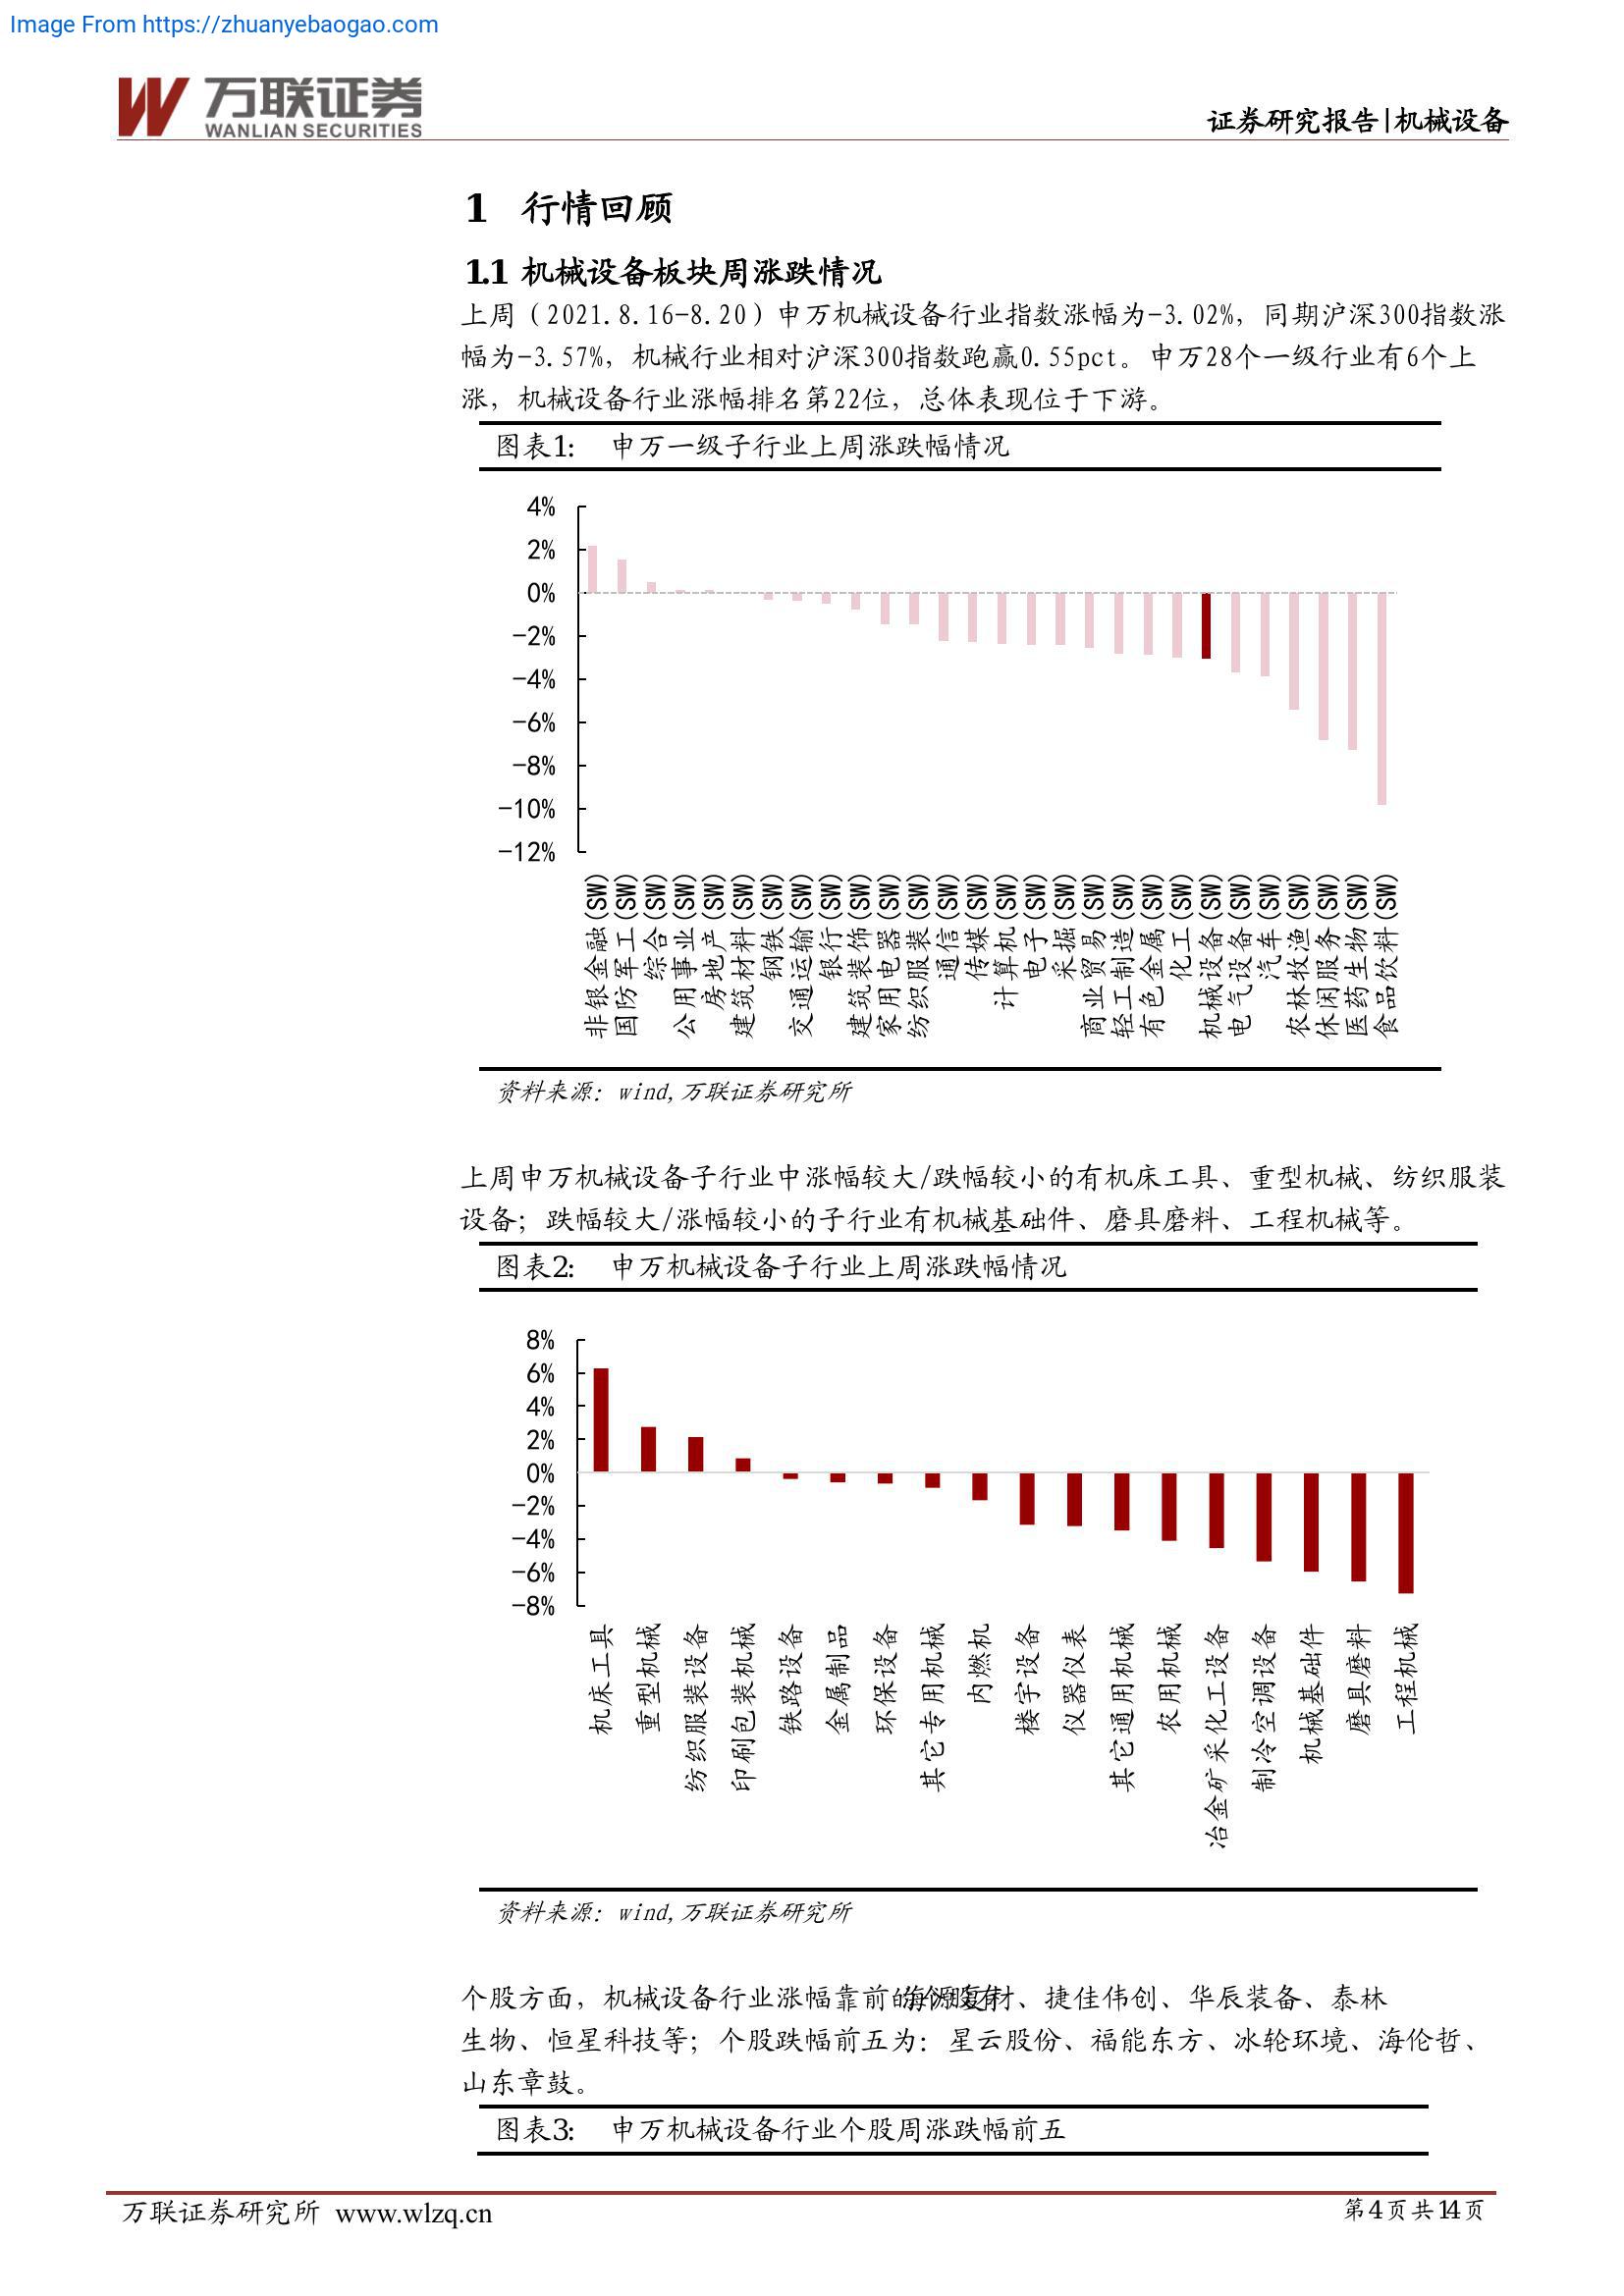 Image From https://zhuanyebaogao.com
万联证券
WANLIAN SECURITIES
证券研究报告|机械设备
1 行情回顾
1.1 机械设备板块周涨跌情况
上周（2021.8.16-8.20）申万机械设备行业指数涨幅为-3.02%，同期沪深300指数涨
幅为-3.57%，机械行业相对沪深300指数跑赢0.55pct。申万28个一级行业有6个上
涨，机械设备行业涨幅排名第22位，总体表现位于下游。
图表1: 申万一级子行业上周涨跌幅情况
4%
2%
0%
-2%
-4%
-6%
-8%
-10%
-12%
非银金融(SW)
国防军工(SW)
综合(SW)
公用事业(SW)
房地产(SW)
建筑材料(SW)
钢铁(SW)
交通运输(SW)
银行(SW)
建筑装饰(SW)
家用电器(SW)
纺织服装(SW)
通信(SW)
传媒(SW)
计算机(SW)
电子(SW)
采掘(SW)
商业贸易(SW)
轻工制造(SW)
有色金属(SW)
化工(SW)
机械设备(SW)
电气设备(SW)
汽车(SW)
农林牧渔(SW)
休闲服务(SW)
医药生物(SW)
食品饮料(SW)
资料来源：wind,万联证券研究所
上周申万机械设备子行业中涨幅较大/跌幅较小的有机床工具、重型机械、纺织服装
设备；跌幅较大/涨幅较小的子行业有机械基础件、磨具磨料、工程机械等。
图表2: 申万机械设备子行业上周涨跌幅情况
8%
6%
4%
2%
0%
-2%
-4%
-6%
-8%
机床工具
重型机械
纺织服装设备
印刷包装机械
铁路设备
金属制品
环保设备
其它专用机械
内燃机
楼宇设备
仪器仪表
其它通用机械
农用机械
冶金矿采化工设备
制冷空调设备
机械基础件
磨具磨料
工程机械
资料来源：wind,万联证券研究所
个股方面，机械设备行业涨幅靠前的个股有海源复材、捷佳伟创、华辰装备、泰林
生物、恒星科技等；个股跌幅前五为：星云股份、福能东方、冰轮环境、海伦哲、
山东章鼓。
图表3: 申万机械设备行业个股周涨跌幅前五
万联证券研究所 www.wlzq.cn
第4页共14页